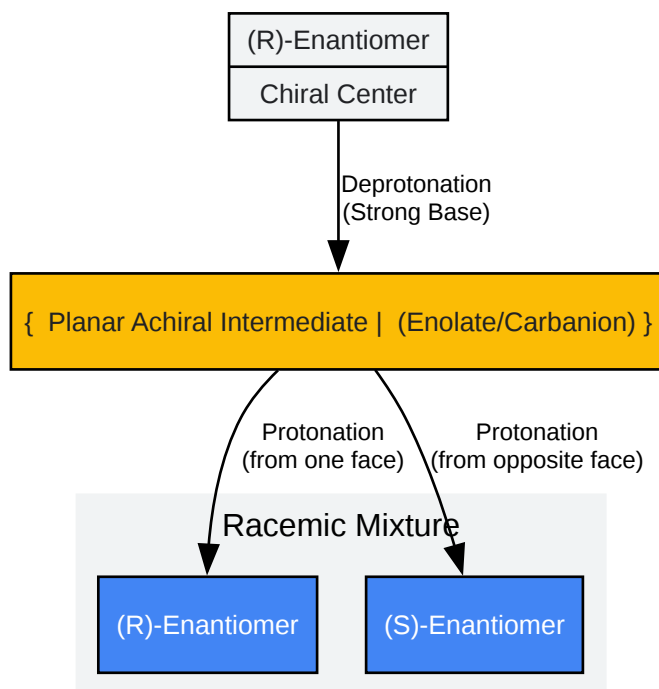 (R)-Enantiomer
Chiral Center
Deprotonation
(Strong Base)
{ Planar Achiral Intermediate | (Enolate/Carbanion) }
Protonation
(from one face)
Protonation
(from opposite face)
Racemic Mixture
(R)-Enantiomer
(S)-Enantiomer